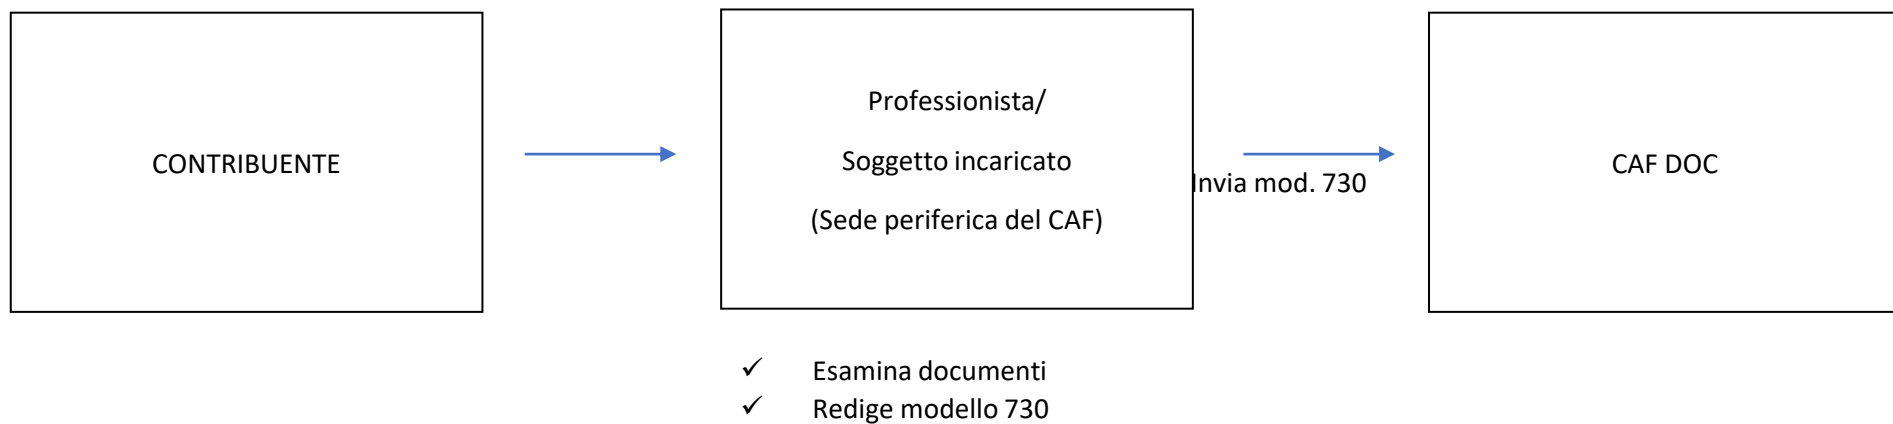 CONTRIBUENTE
Professionista/
Soggetto incaricato
(Sede periferica del CAF)
Invia mod. 730
CAF DOC
✓ Esamina documenti
✓ Redige modello 730